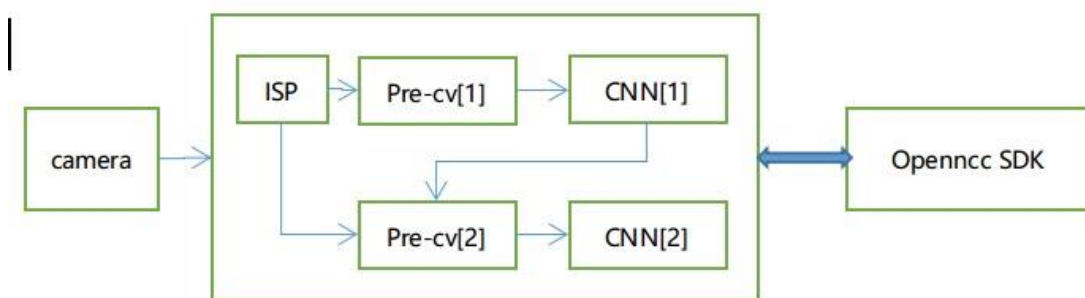 ISP
Pre-cv[1]
CNN[1]
camera
Openncc SDK
Pre-cv[2]
CNN[2]